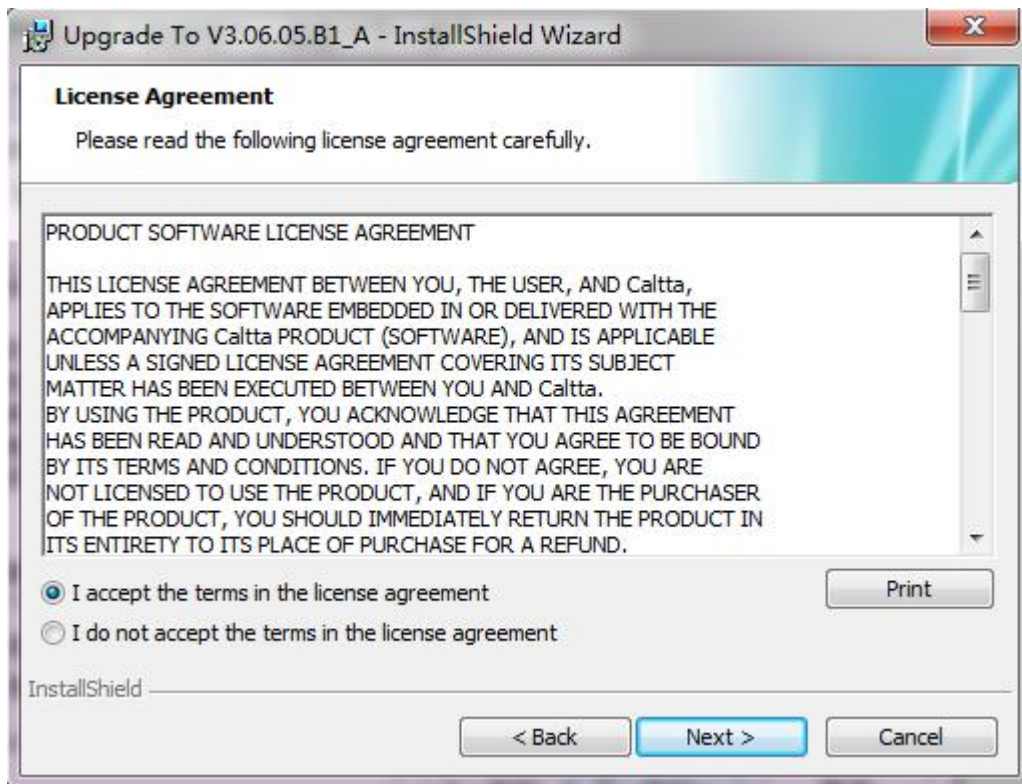 Upgrade To V3.06.05.B1_A - InstallShield Wizard
License Agreement
Please read the following license agreement carefully.
PRODUCT SOFTWARE LICENSE AGREEMENT
THIS LICENSE AGREEMENT BETWEEN YOU, THE USER, AND Caltta,
APPLIES TO THE SOFTWARE EMBEDDED IN OR DELIVERED WITH THE
ACCOMPANYING Caltta PRODUCT (SOFTWARE), AND IS APPLICABLE
UNLESS A SIGNED LICENSE AGREEMENT COVERING ITS SUBJECT
MATTER HAS BEEN EXECUTED BETWEEN YOU AND Caltta.
BY USING THE PRODUCT, YOU ACKNOWLEDGE THAT THIS AGREEMENT
HAS BEEN READ AND UNDERSTOOD AND THAT YOU AGREE TO BE BOUND
BY ITS TERMS AND CONDITIONS. IF YOU DO NOT AGREE, YOU ARE
NOT LICENSED TO USE THE PRODUCT, AND IF YOU ARE THE PURCHASER
OF THE PRODUCT, YOU SHOULD IMMEDIATELY RETURN THE PRODUCT IN
ITS ENTIRETY TO ITS PLACE OF PURCHASE FOR A REFUND.
I accept the terms in the license agreement
Print
I do not accept the terms in the license agreement
InstallShield
< Back
Next >
Cancel